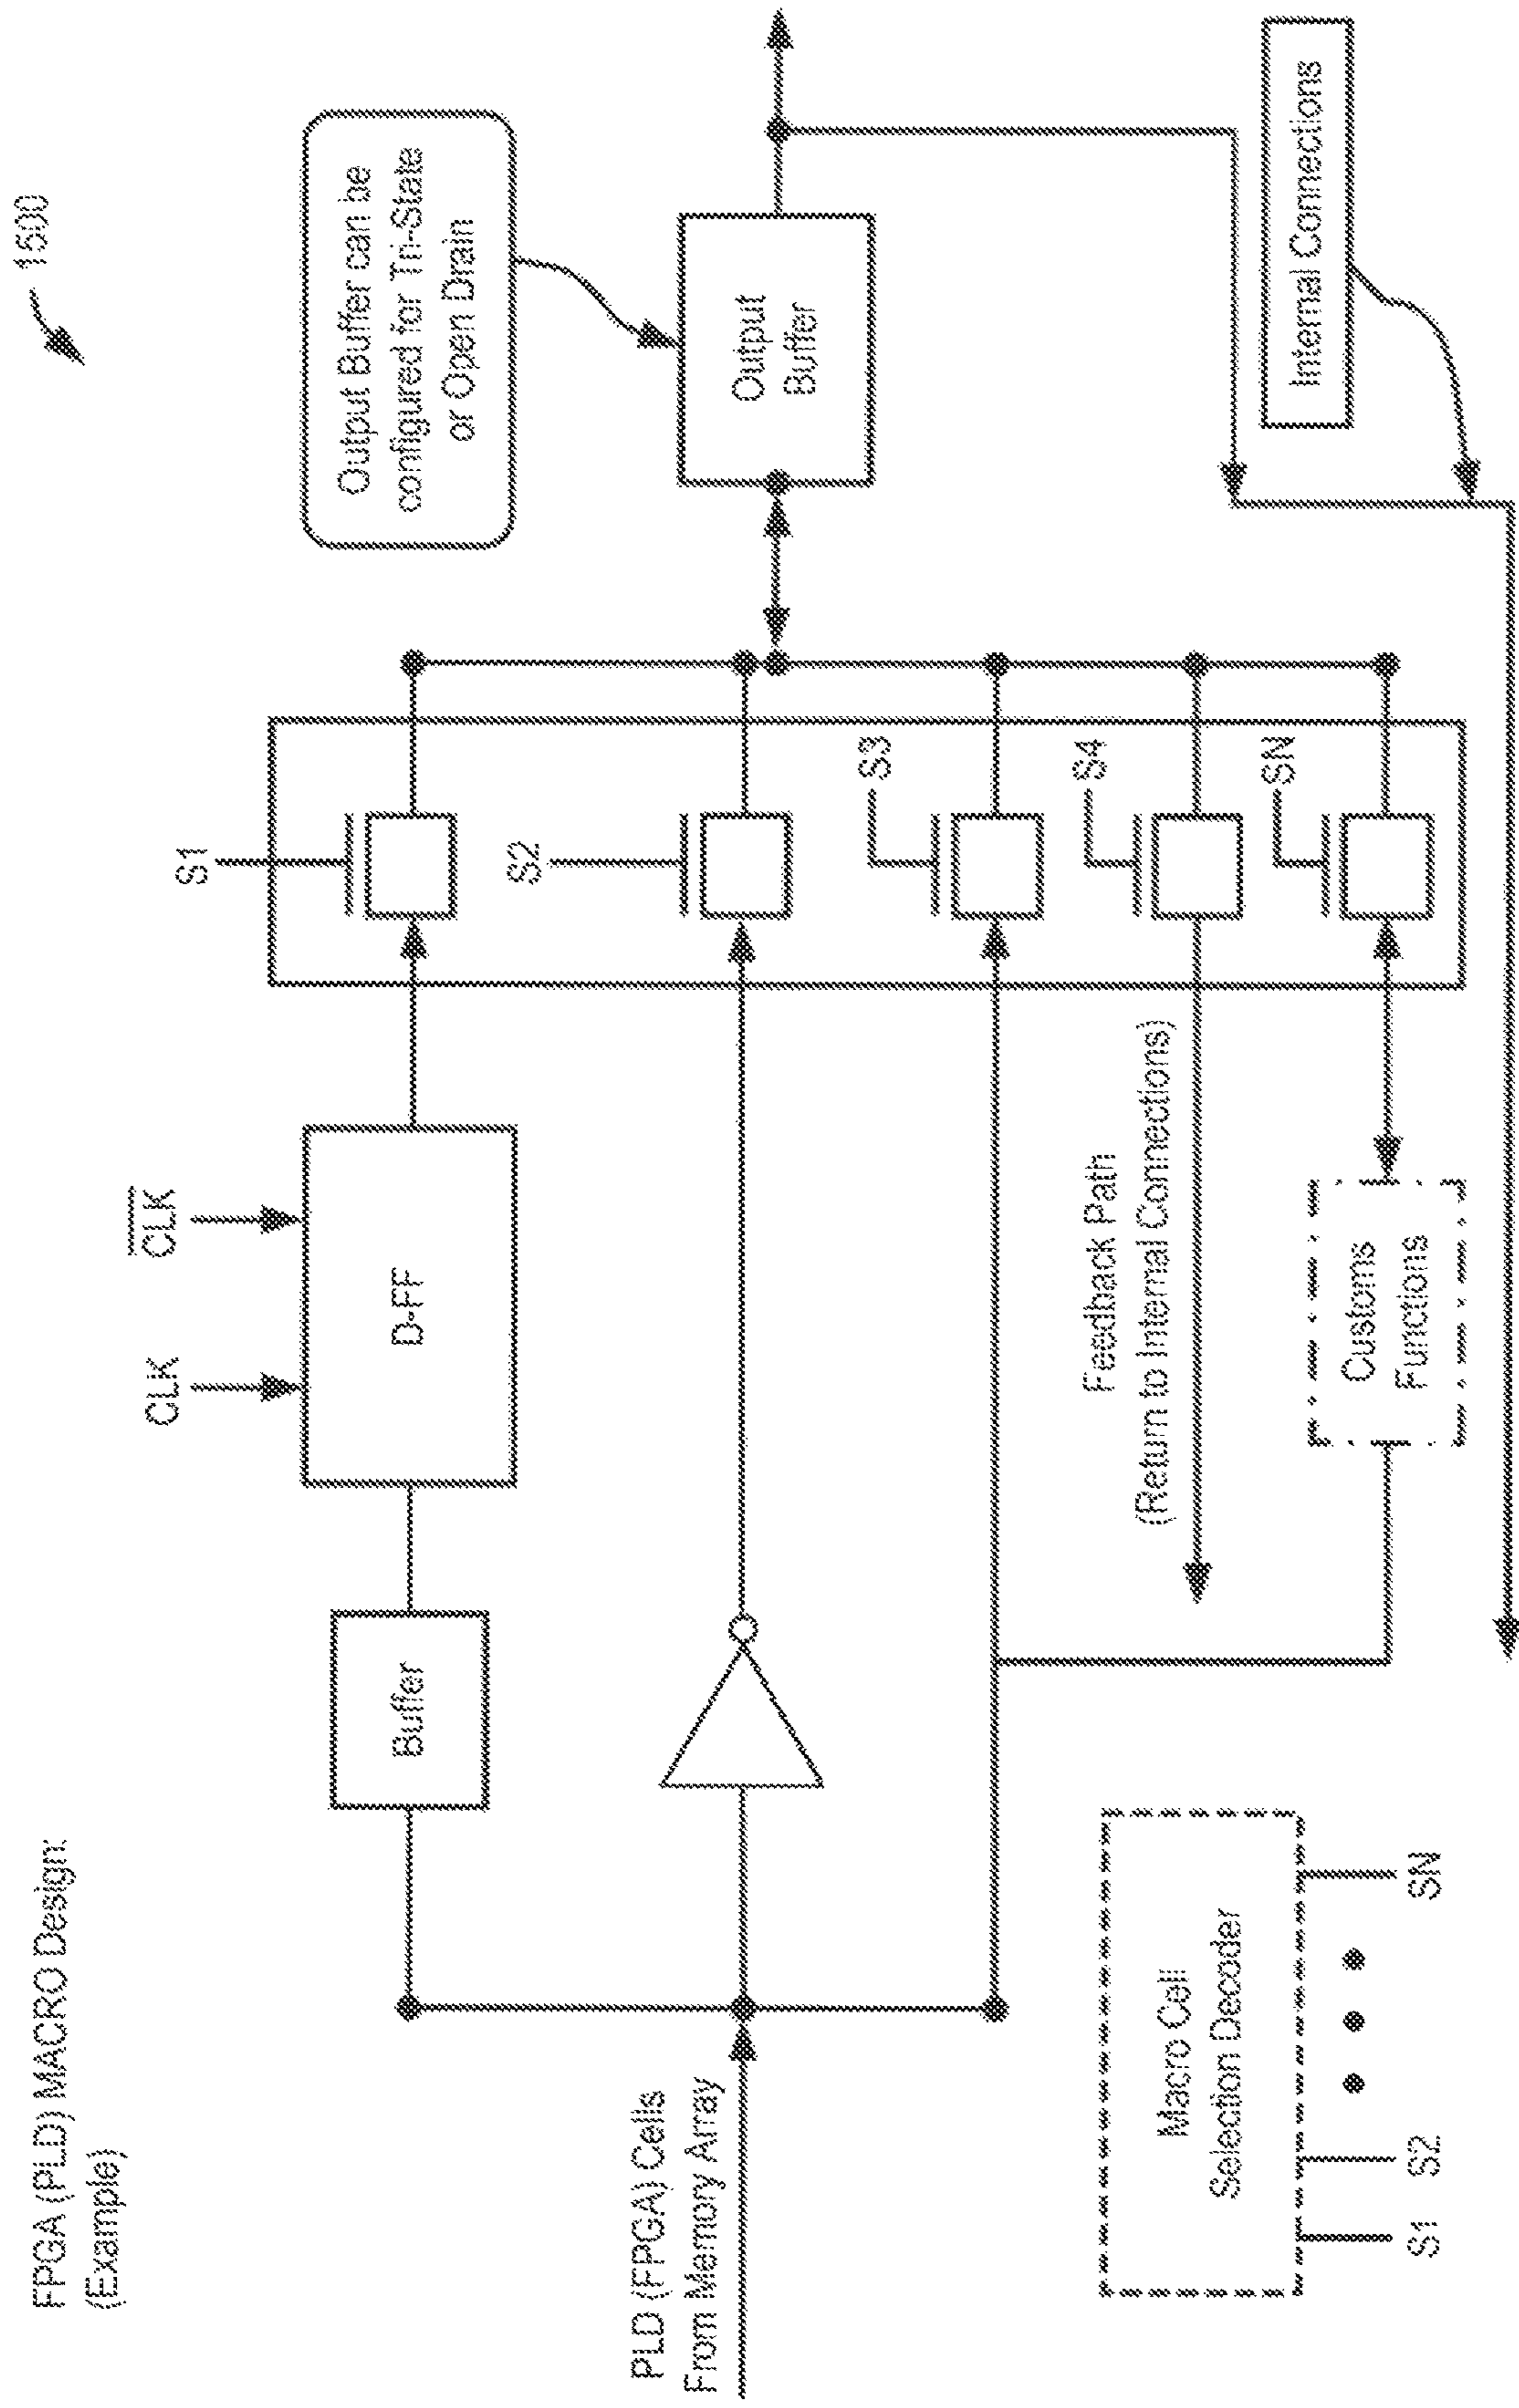 FPGA (PLD) MACRO Design:
(Example)
1500
CLK
CLK
S1
Output Buffer can be
configured for Tri-State
or Open Drain
Buffer
D-FF
S2
PLD (FPGA) Cells
From Memory Array
Output
Buffer
S3
Feedback Path
(Return to Internal Connections)
S4
Macro Cell
Selection Decoder
S1
S2
SN
Customs
Functions
SN
Internal Connections